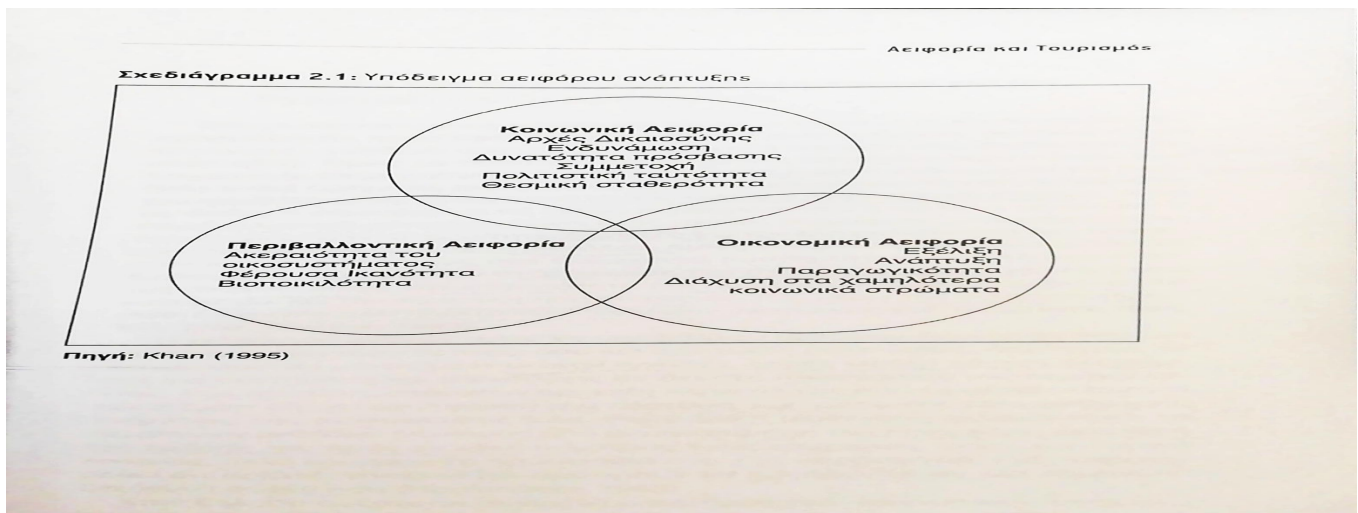 Αειφορία και Τουρισμός
Σχεδιάγραμμα 2.1: Υπόδειγμα αειφόρου ανάπτυξης
Κοινωνική Αειφορία
Αρχές Δικαιοσύνης
Ενδυνάμωση
Δυνατότητα πρόσβασης
Συμμετοχή
Πολιτιστική ταυτότητα
Θεσμική σταθερότητα
Περιβαλλοντική Αειφορία
Ακεραιότητα του
οικοσυστήματος
Φέρουσα Ικανότητα
Βιοποικιλότητα
Οικονομική Αειφορία
Εξέλιξη
Ανάπτυξη
Παραγωγικότητα
Διάχυση στα χαμηλότερα
κοινωνικά στρώματα
Πηγή: Khan (1995)